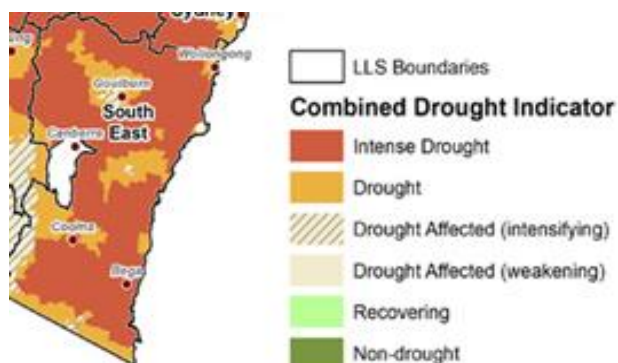 Sydney
Wollongong
Goulburn
South
East
Canberra
Cooma
Bega
LLS Boundaries
Combined Drought Indicator
Intense Drought
Drought
Drought Affected (intensifying)
Drought Affected (weakening)
Recovering
Non-drought